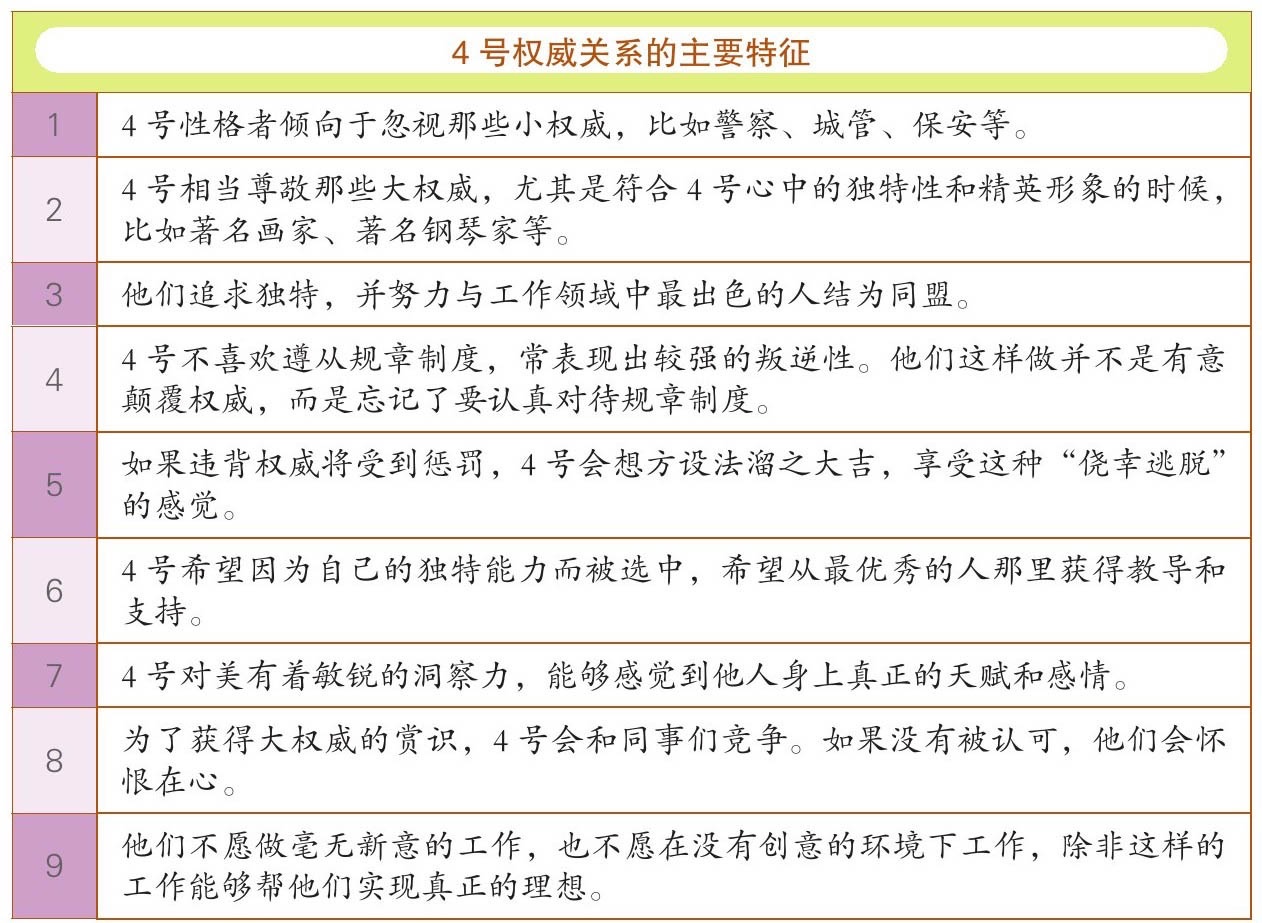 4 号权威关系的主要特征
1
4 号性格者倾向于忽视那些小权威，比如警察、城管、保安等。
2
4 号相当尊敬那些大权威，尤其是符合 4 号心中的独特性和精英形象的时候，
比如著名画家、著名钢琴家等。
3
他们追求独特，并努力与工作领域中最出色的人结为同盟。
4
4 号不喜欢遵从规章制度，常表现出较强的叛逆性。他们这样做并不是有意
颠覆权威，而是忘记了要认真对待规章制度。
5
如果违背权威将受到惩罚，4 号会想方设法溜之大吉，享受这种“侥幸逃脱”
的感觉。
6
4 号希望因为自己的独特能力而被选中，希望从最优秀的人那里获得教导和
支持。
7
4 号对美有着敏锐的洞察力，能够感觉到他人身上真正的天赋和感情。
8
为了获得大权威的赏识，4 号会和同事们竞争。如果没有被认可，他们会怀
恨在心。
9
他们不愿做毫无新意的工作，也不愿在没有创意的环境下工作，除非这样的
工作能够帮他们实现真正的理想。